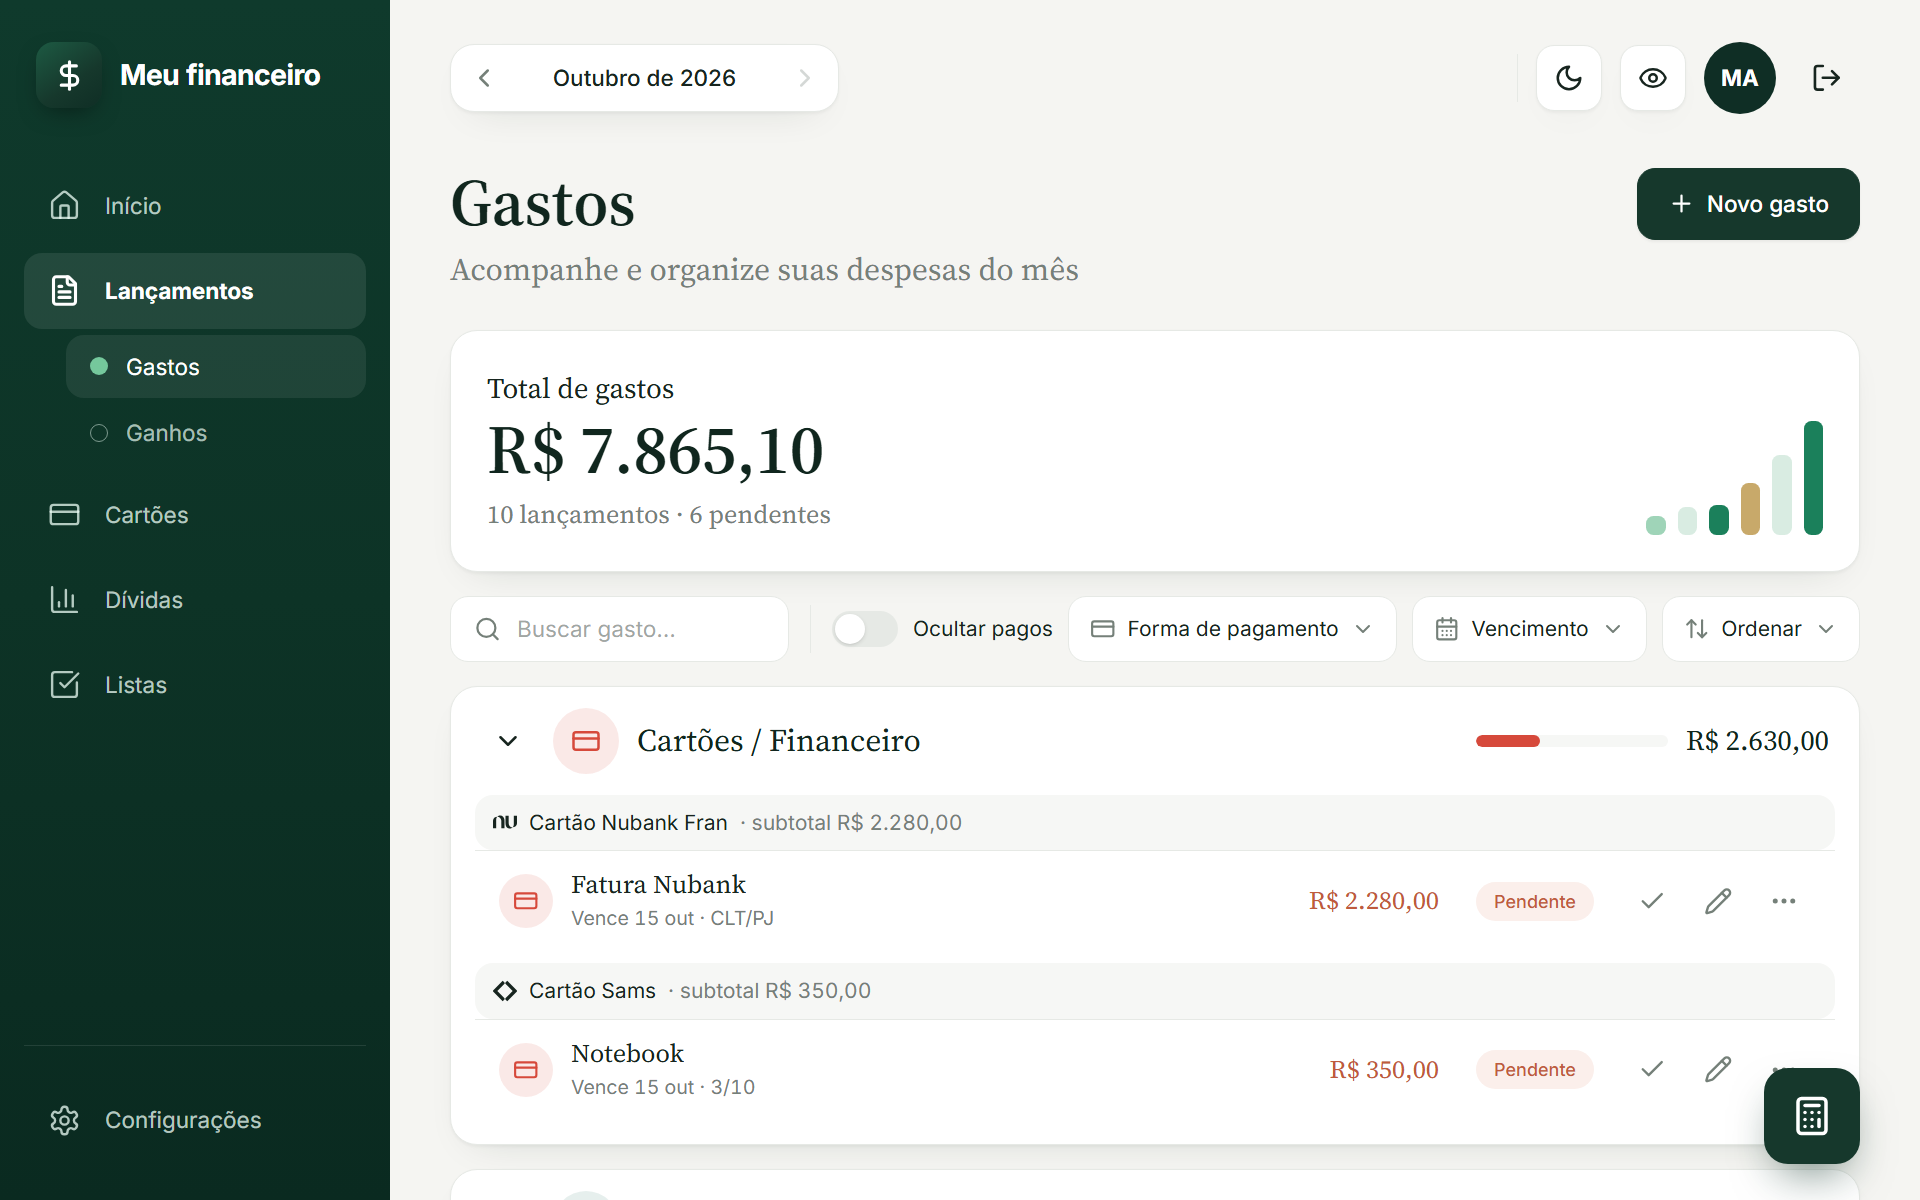 Meu financeiro
Início
Lançamentos
Gastos
Ganhos
Cartões
Dívidas
Listas
Configurações
Outubro de 2026
MA
Gastos
Acompanhe e organize suas despesas do mês
Novo gasto
Total de gastos
R$ 7.865,10
10 lançamentos · 6 pendentes
Buscar gasto...
Ocultar pagos
Forma de pagamento
Vencimento
Ordenar
Cartões / Financeiro
R$ 2.630,00
Cartão Nubank Fran · subtotal R$ 2.280,00
Fatura Nubank
Vence 15 out · CLT/PJ
R$ 2.280,00
Pendente
Cartão Sams · subtotal R$ 350,00
Notebook
Vence 15 out · 3/10
R$ 350,00
Pendente